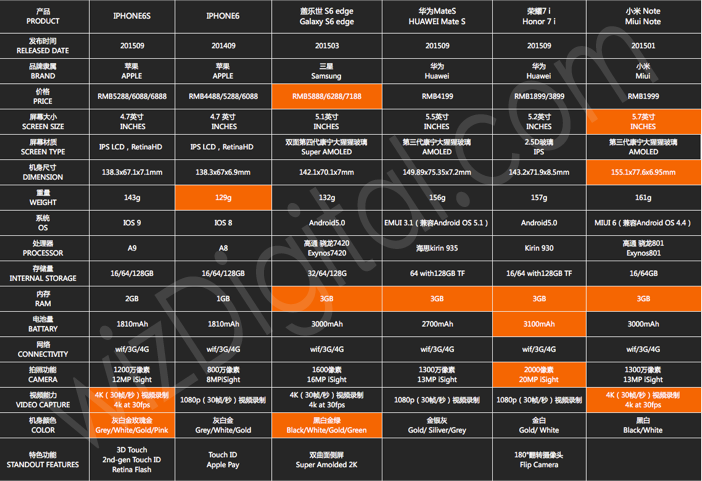 产品 IPHONE6S IPHONE6 盖乐世 S6 edge 华为MateS 荣耀7 i 小米 Note
PRODUCT Galaxy S6 edge HUAWEI Mate S Honor 7 i Miui Note
发布时间 201509 201409 201503 201509 201509 201501
RELEASED DATE
品牌隶属 苹果 苹果 三星 华为 华为 小米
BRAND APPLE APPLE Samsung Huawei Huawei Miui
价格 RMB5288/6088/6888 RMB4488/5288/6088 RMB5888/6288/7188 RMB4199 RMB1899/3899 RMB1999
PRICE
屏幕大小 4.7英寸 4.7英寸 5.1英寸 5.5英寸 5.2英寸 5.7英寸
SCREEN SIZE INCHES INCHES INCHES INCHES INCHES INCHES
屏幕材质 IPS LCD，RetinaHD IPS LCD，RetinaHD 双面第四代康宁大猩猩玻璃 第三代康宁大猩猩玻璃 2.5D玻璃 第三代康宁大猩猩玻璃
SCREEN TYPE Super AMOLED AMOLED IPS AMOLED
机身尺寸 138.3x67.1x7.1mm 138.3x67x6.9mm 142.1x70.1x7mm 149.89x75.35x7.2mm 143.2x71.9x8.5mm 155.1x77.6x6.95mm
DIMENSION
重量 143g 129g 132g 156g 157g 161g
WEIGHT
系统 IOS 9 IOS 8 Android5.0 EMUI 3.1（兼容Android OS 5.1） Android5.0 MIUI 6（兼容Android OS 4.4）
OS
处理器 A9 A8 高通 骁龙7420 海思kirin 935 Kirin 930 高通 骁龙801
PROCESSOR Exynos7420 Exynos801
存储量 16/64/128GB 16/64/128GB 32/64/128G 64 with128GB TF 16/64 with128GB TF 16/64GB
INTERNAL STORAGE
内存 2GB 1GB 3GB 3GB 3GB 3GB
RAM
电池量 1810mAh 1810mAh 3000mAh 2700mAh 3100mAh 3000mAh
BATTARY
网络 wif/3G/4G wif/3G/4G wif/3G/4G wif/3G/4G wif/3G/4G wif/3G/4G
CONNECTIVITY
拍照功能 1200万像素 800万像素 1600像素 1300万像素 2000像素 1300万像素
CAMERA 12MP iSight 8MPiSight 16MP iSight 13MP iSight 20MP iSight 13MP iSight
视频能力 4K（30帧/秒）视频录制 1080p（30帧/秒）视频录制 4K（30帧/秒）视频录制 1080p（30帧/秒）视频录制 1080p（30帧/秒）视频录制 4K（30帧/秒）视频录制
VIDEO CAPTURE 4k at 30fps 4k at 30fps 4k at 30fps
机身颜色 灰白金玫瑰金 灰白金 黑白金绿 金银灰 金白 黑白
COLOR Grey/White/Gold/Pink Grey/White/Gold Black/White/Gold/Green Gold/ Siliver/Grey Gold/ White Black/White
特色功能 3D Touch Touch ID 双曲面侧屏 180°翻转摄像头
STANDOUT FEATURES 2nd-gen Touch ID Apple Pay Super Amolded 2K Flip Camera
Retina Flash
wizDigital.com